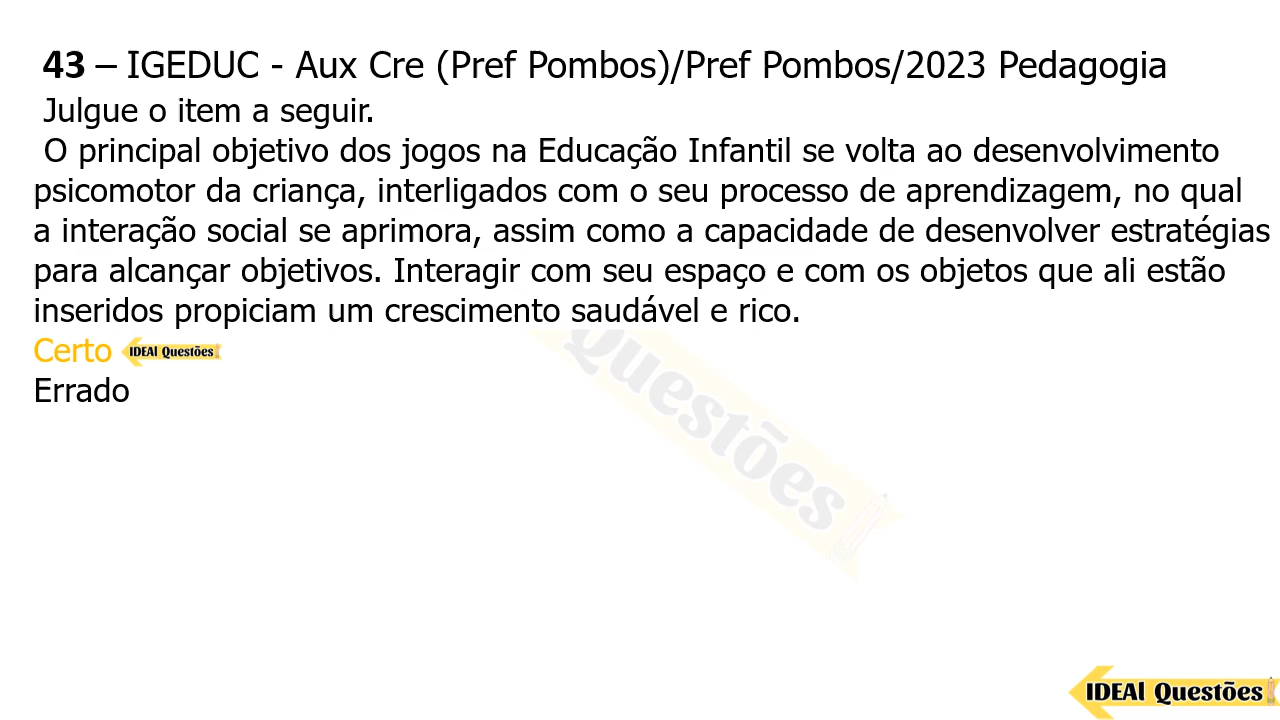 43 – IGEDUC - Aux Cre (Pref Pombos)/Pref Pombos/2023 Pedagogia
Julgue o item a seguir.
O principal objetivo dos jogos na Educação Infantil se volta ao desenvolvimento
psicomotor da criança, interligados com o seu processo de aprendizagem, no qual
a interação social se aprimora, assim como a capacidade de desenvolver estratégias
para alcançar objetivos. Interagir com seu espaço e com os objetos que ali estão
inseridos propiciam um crescimento saudável e rico.
Certo IDEAl Questões
Errado
Questões
IDEAl Questões